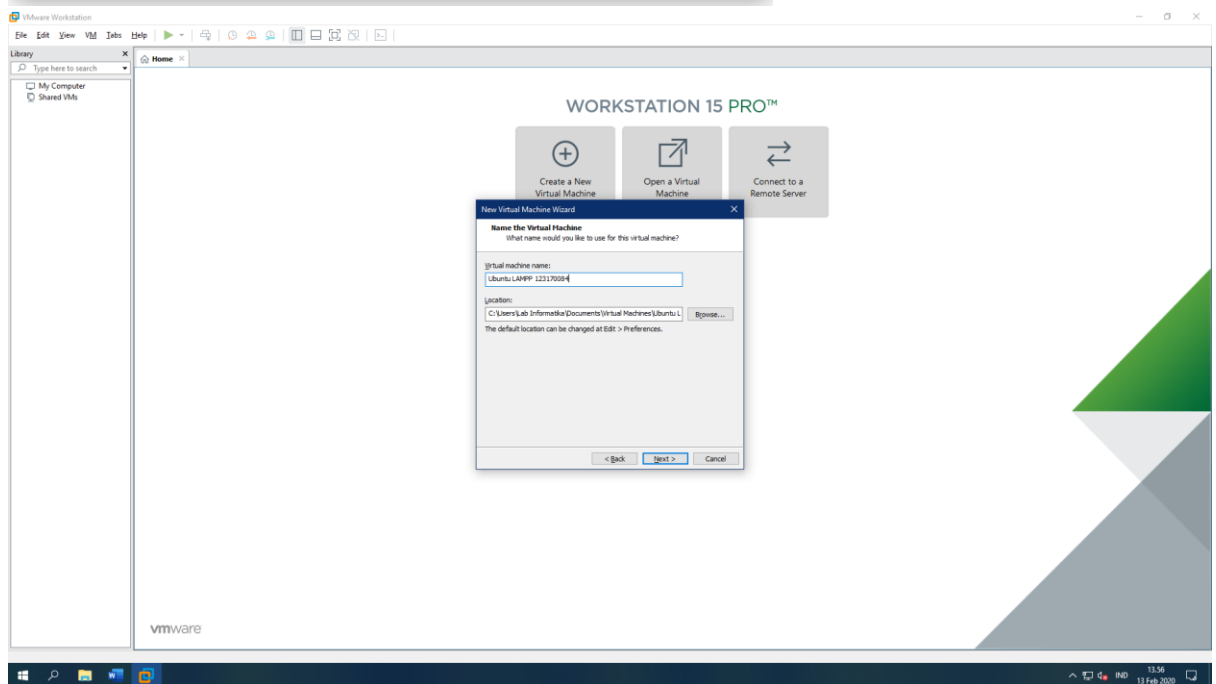 VMware Workstation
File Edit View VM Tabs Help
Library
Home
Type here to search
My Computer
Shared VMs
WORKSTATION 15 PRO™
Create a New Virtual Machine
Open a Virtual Machine
Connect to a Remote Server
New Virtual Machine Wizard
Name the Virtual Machine
What name would you like to use for this virtual machine?
Virtual machine name:
Ubuntu LAMPP 123170084
Location:
C:\Users\Lab Informatika\Documents\Virtual Machines\Ubuntu L
Browse...
The default location can be changed at Edit > Preferences.
< Back Next > Cancel
vmware
IND
13.56
13 Feb 2020